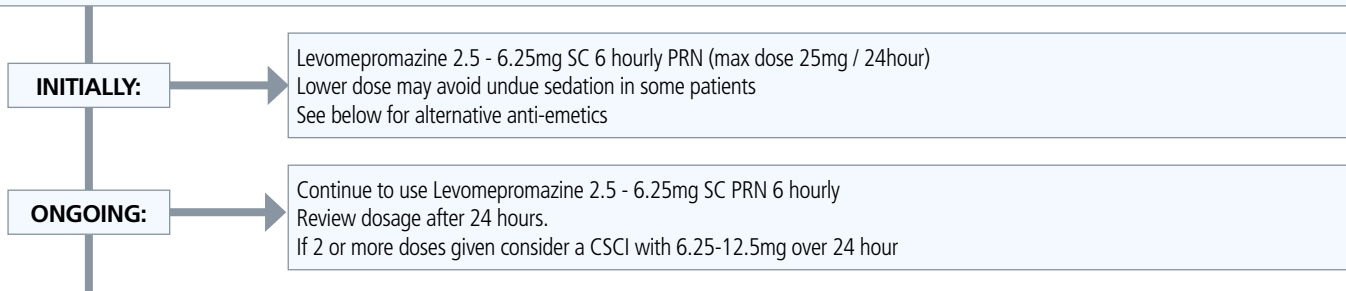 INITIALLY:
Levomepromazine 2.5 - 6.25mg SC 6 hourly PRN (max dose 25mg / 24hour)
Lower dose may avoid undue sedation in some patients
See below for alternative anti-emetics
ONGOING:
Continue to use Levomepromazine 2.5 - 6.25mg SC PRN 6 hourly
Review dosage after 24 hours.
If 2 or more doses given consider a CSCI with 6.25-12.5mg over 24 hour